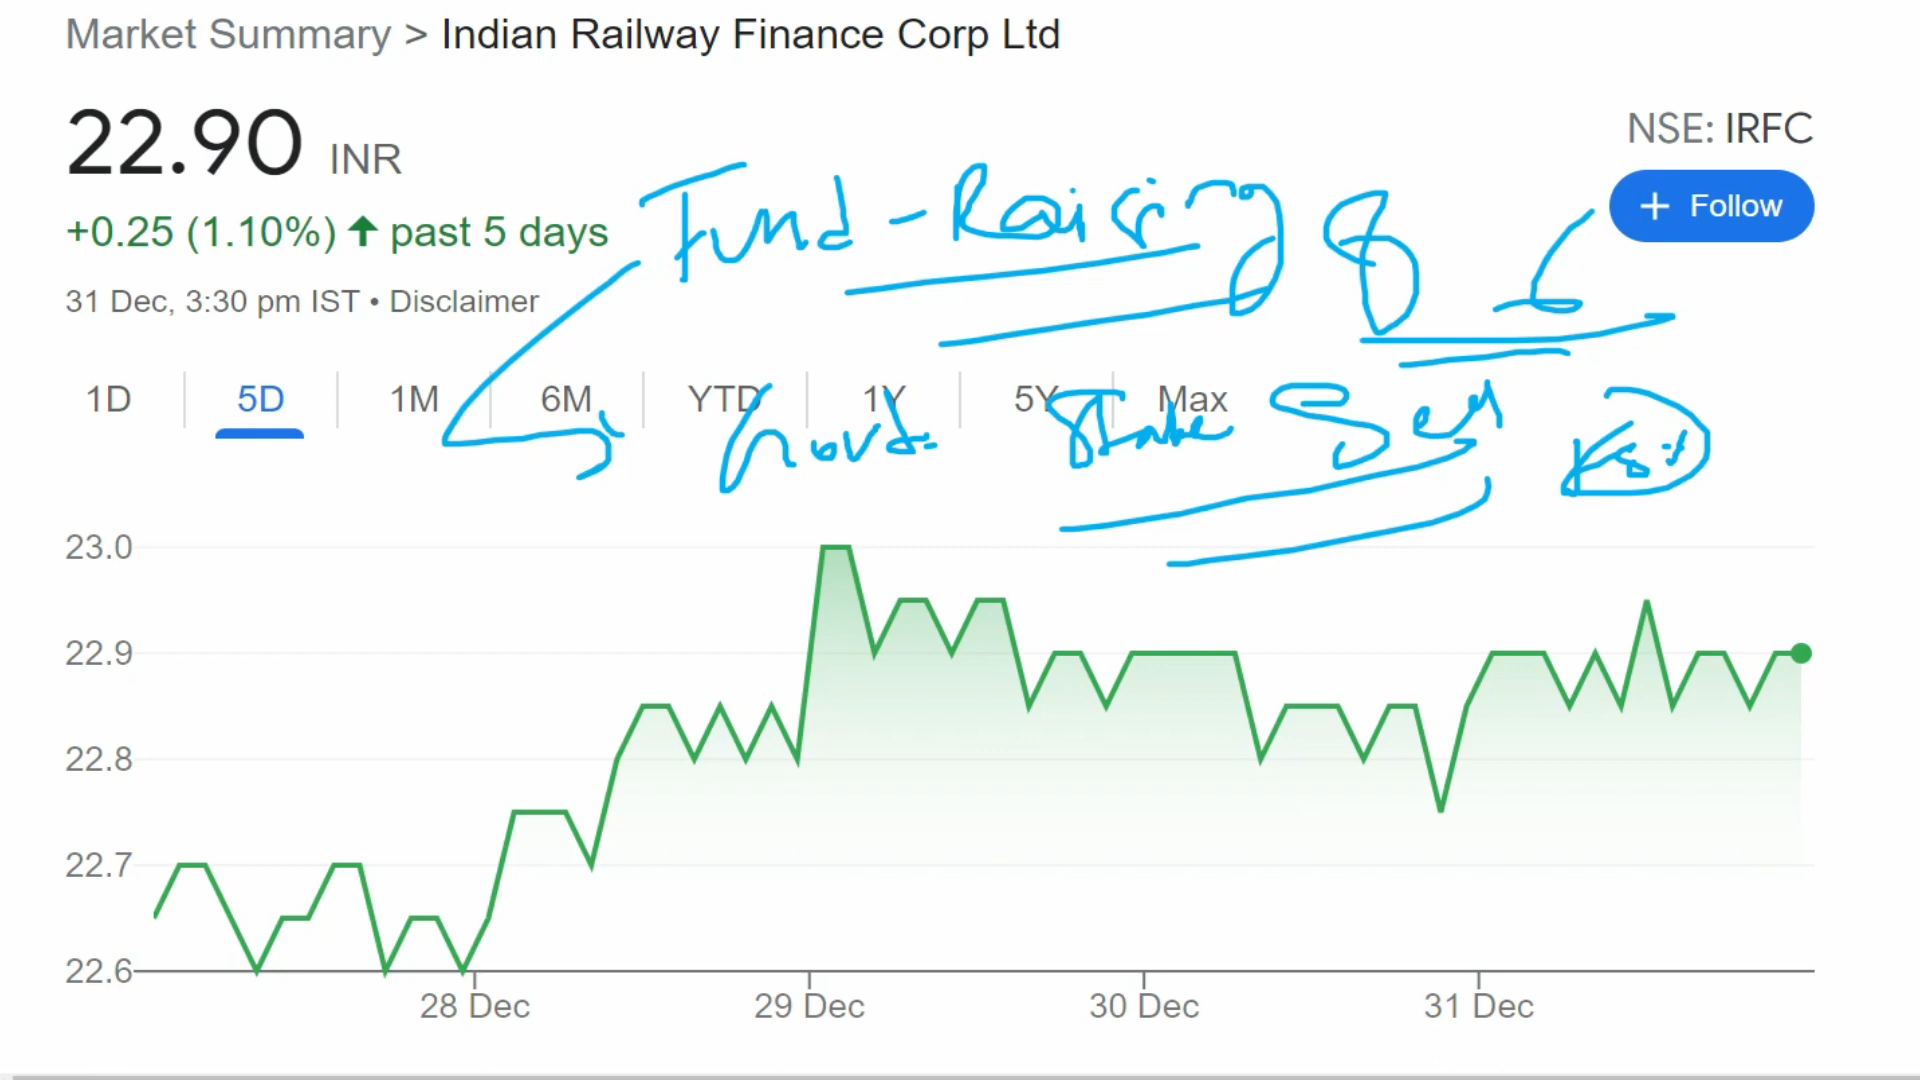 Market Summary > Indian Railway Finance Corp Ltd
22.90 INR
NSE: IRFC
+ Follow
+0.25 (1.10%) ↑ past 5 days
31 Dec, 3:30 pm IST • Disclaimer
Fund-Raising
1D 5D 1M 6M YTD 1Y 5Y Max
Govt. Stake Sell
23.0
22.9
22.8
22.7
22.6
28 Dec 29 Dec 30 Dec 31 Dec